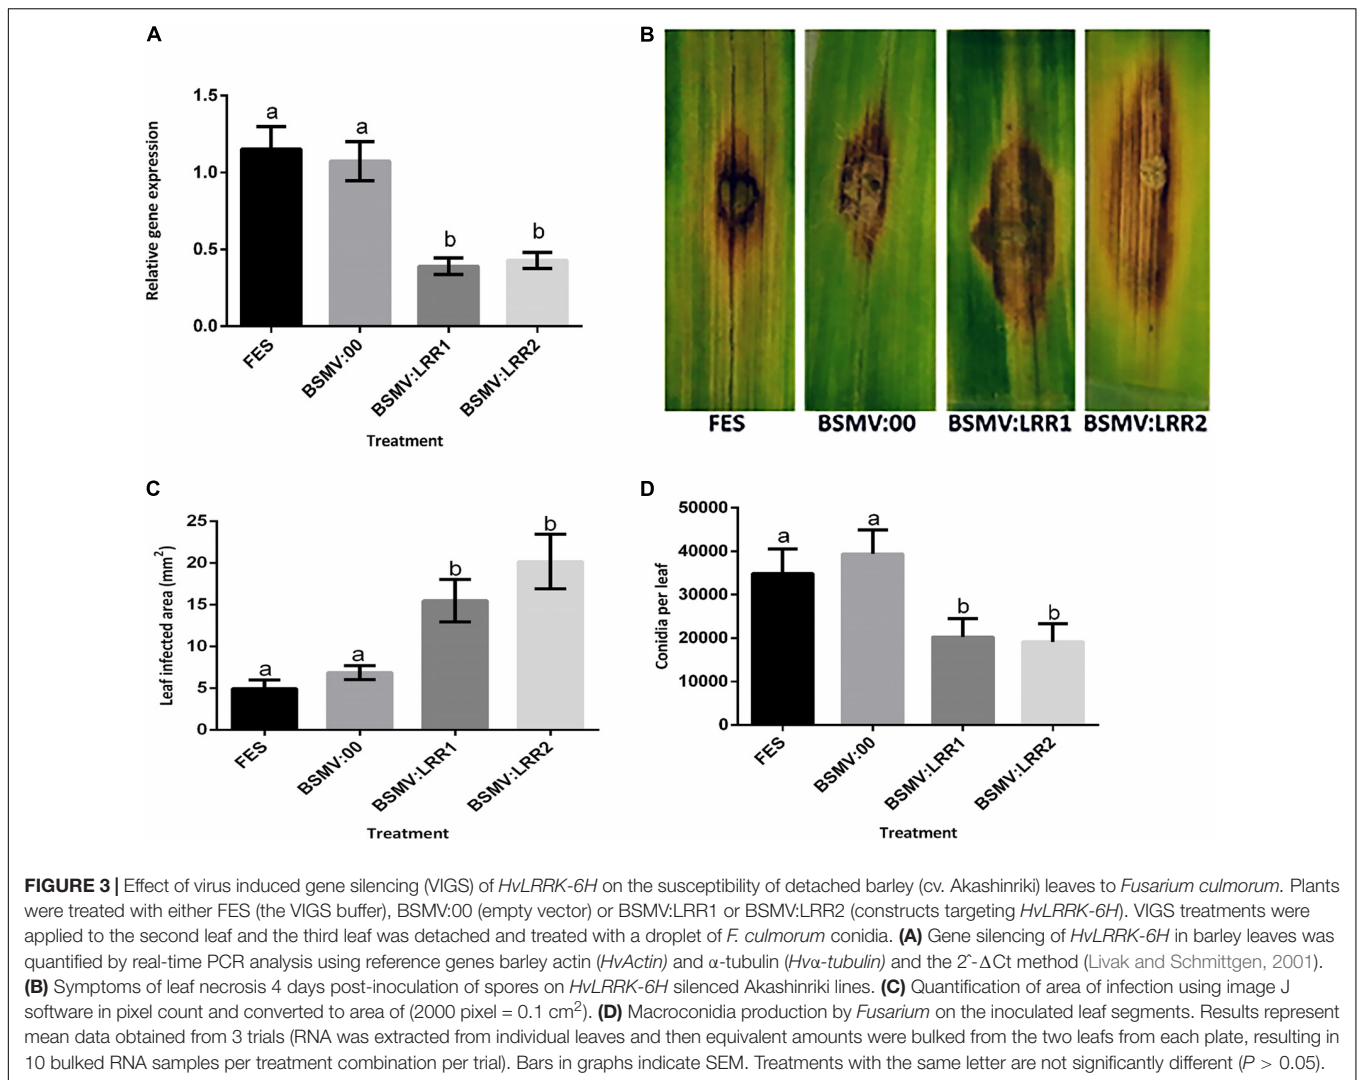 A
Relative gene expression
1.5
1.0
0.5
0.0
a
a
b
b
FES
BSMV:00
BSMV:LRR1
BSMV:LRR2
Treatment
B
FES
BSMV:00
BSMV:LRR1
BSMV:LRR2
C
Leaf infected area (mm²)
25
20
15
10
5
0
a
a
b
b
FES
BSMV:00
BSMV:LRR1
BSMV:LRR2
Treatment
D
Conidia per leaf
50000
40000
30000
20000
10000
0
a
a
b
b
FES
BSMV:00
BSMV:LRR1
BSMV:LRR2
Treatment
FIGURE 3 | Effect of virus induced gene silencing (VIGS) of HvLRRK-6H on the susceptibility of detached barley (cv. Akashinriki) leaves to Fusarium culmorum. Plants
were treated with either FES (the VIGS buffer), BSMV:00 (empty vector) or BSMV:LRR1 or BSMV:LRR2 (constructs targeting HvLRRK-6H). VIGS treatments were
applied to the second leaf and the third leaf was detached and treated with a droplet of F. culmorum conidia. (A) Gene silencing of HvLRRK-6H in barley leaves was
quantified by real-time PCR analysis using reference genes barley actin (HvActin) and α-tubulin (Hvα-tubulin) and the 2ˆ-ΔCt method (Livak and Schmittgen, 2001).
(B) Symptoms of leaf necrosis 4 days post-inoculation of spores on HvLRRK-6H silenced Akashinriki lines. (C) Quantification of area of infection using image J
software in pixel count and converted to area of (2000 pixel = 0.1 cm²). (D) Macroconidia production by Fusarium on the inoculated leaf segments. Results represent
mean data obtained from 3 trials (RNA was extracted from individual leaves and then equivalent amounts were bulked from the two leafs from each plate, resulting in
10 bulked RNA samples per treatment combination per trial). Bars in graphs indicate SEM. Treatments with the same letter are not significantly different (P > 0.05).